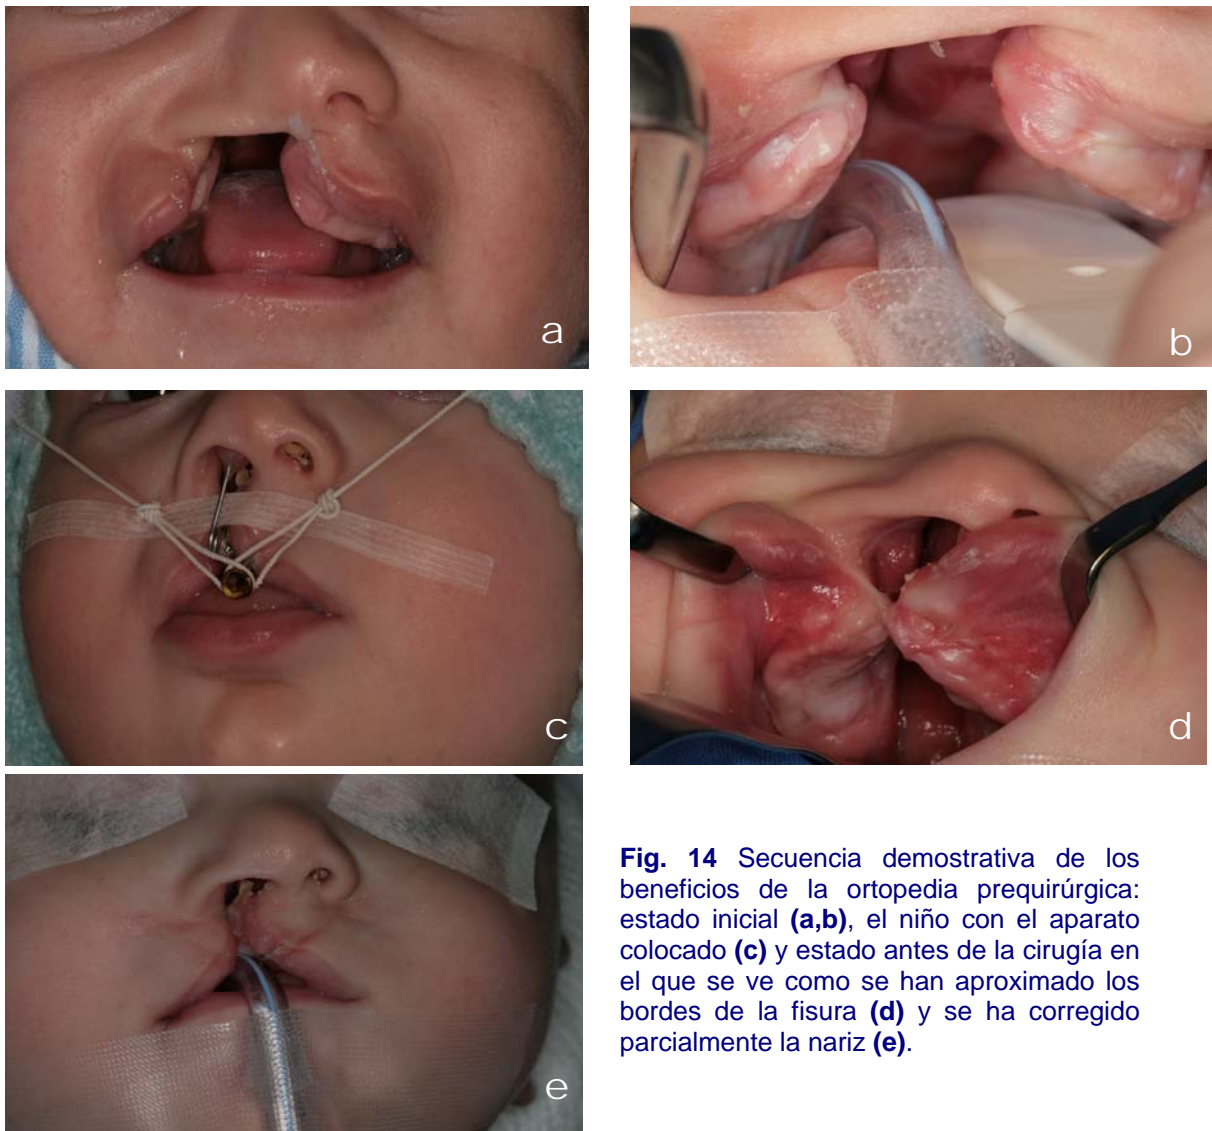 a
b
c
d
e
Fig. 14 Secuencia demostrativa de los
beneficios de la ortopedia prequirúrgica:
estado inicial (a,b), el niño con el aparato
colocado (c) y estado antes de la cirugía en
el que se ve como se han aproximado los
bordes de la fisura (d) y se ha corregido
parcialmente la nariz (e).